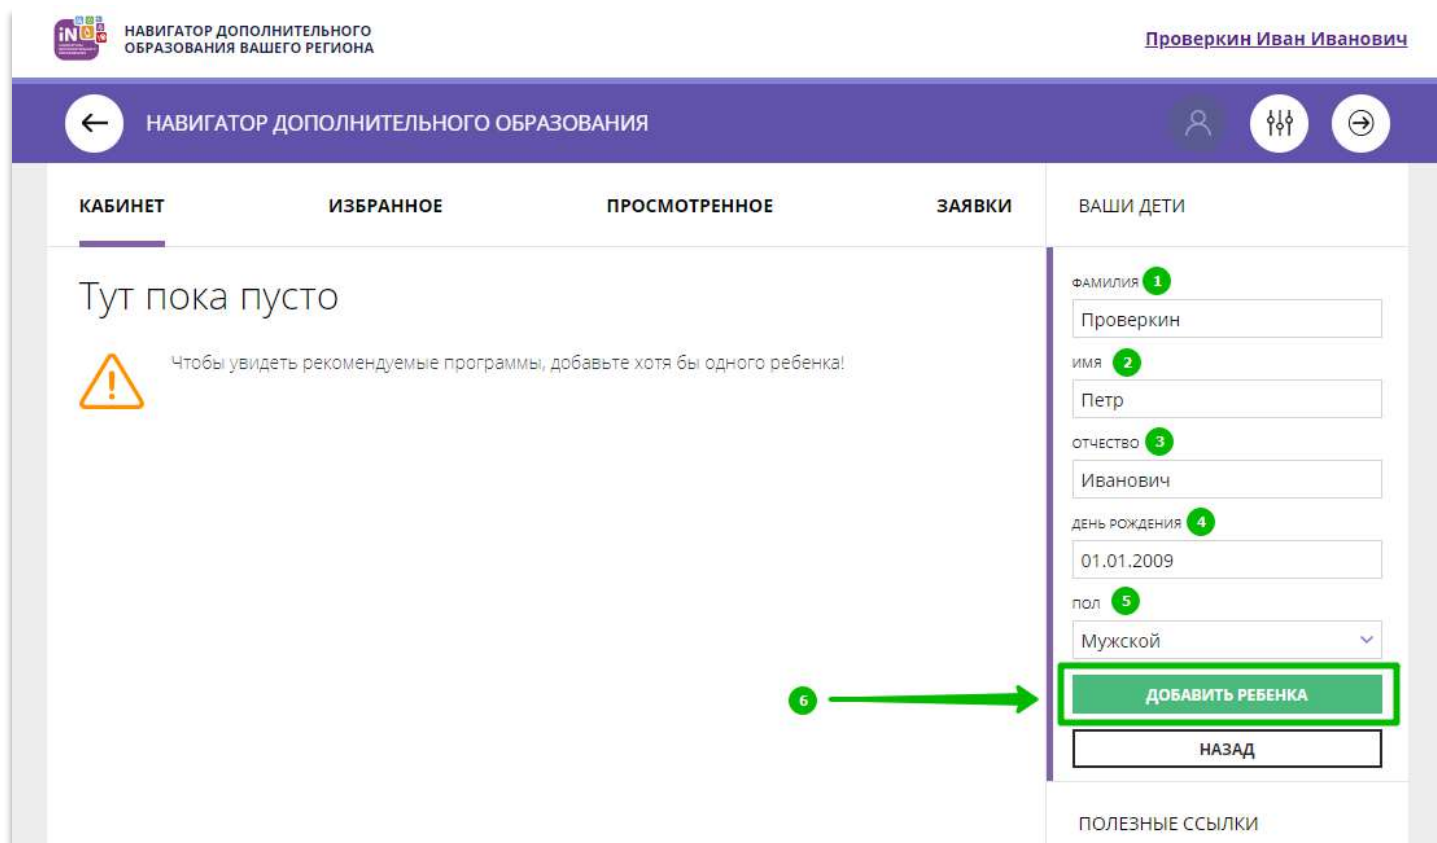 iN
НАВИГАТОР ДОПОЛНИТЕЛЬНОГО
ОБРАЗОВАНИЯ ВАШЕГО РЕГИОНА
Проверкин Иван Иванович
НАВИГАТОР ДОПОЛНИТЕЛЬНОГО ОБРАЗОВАНИЯ
КАБИНЕТ ИЗБРАННОЕ ПРОСМОТРЕННОЕ ЗАЯВКИ
Тут пока пусто
Чтобы увидеть рекомендуемые программы, добавьте хотя бы одного ребенка!
ВАШИ ДЕТИ
ФАМИЛИЯ 1
Проверкин
ИМЯ 2
Петр
ОТЧЕСТВО 3
Иванович
ДЕНЬ РОЖДЕНИЯ 4
01.01.2009
ПОЛ 5
Мужской
6
ДОБАВИТЬ РЕБЕНКА
НАЗАД
ПОЛЕЗНЫЕ ССЫЛКИ